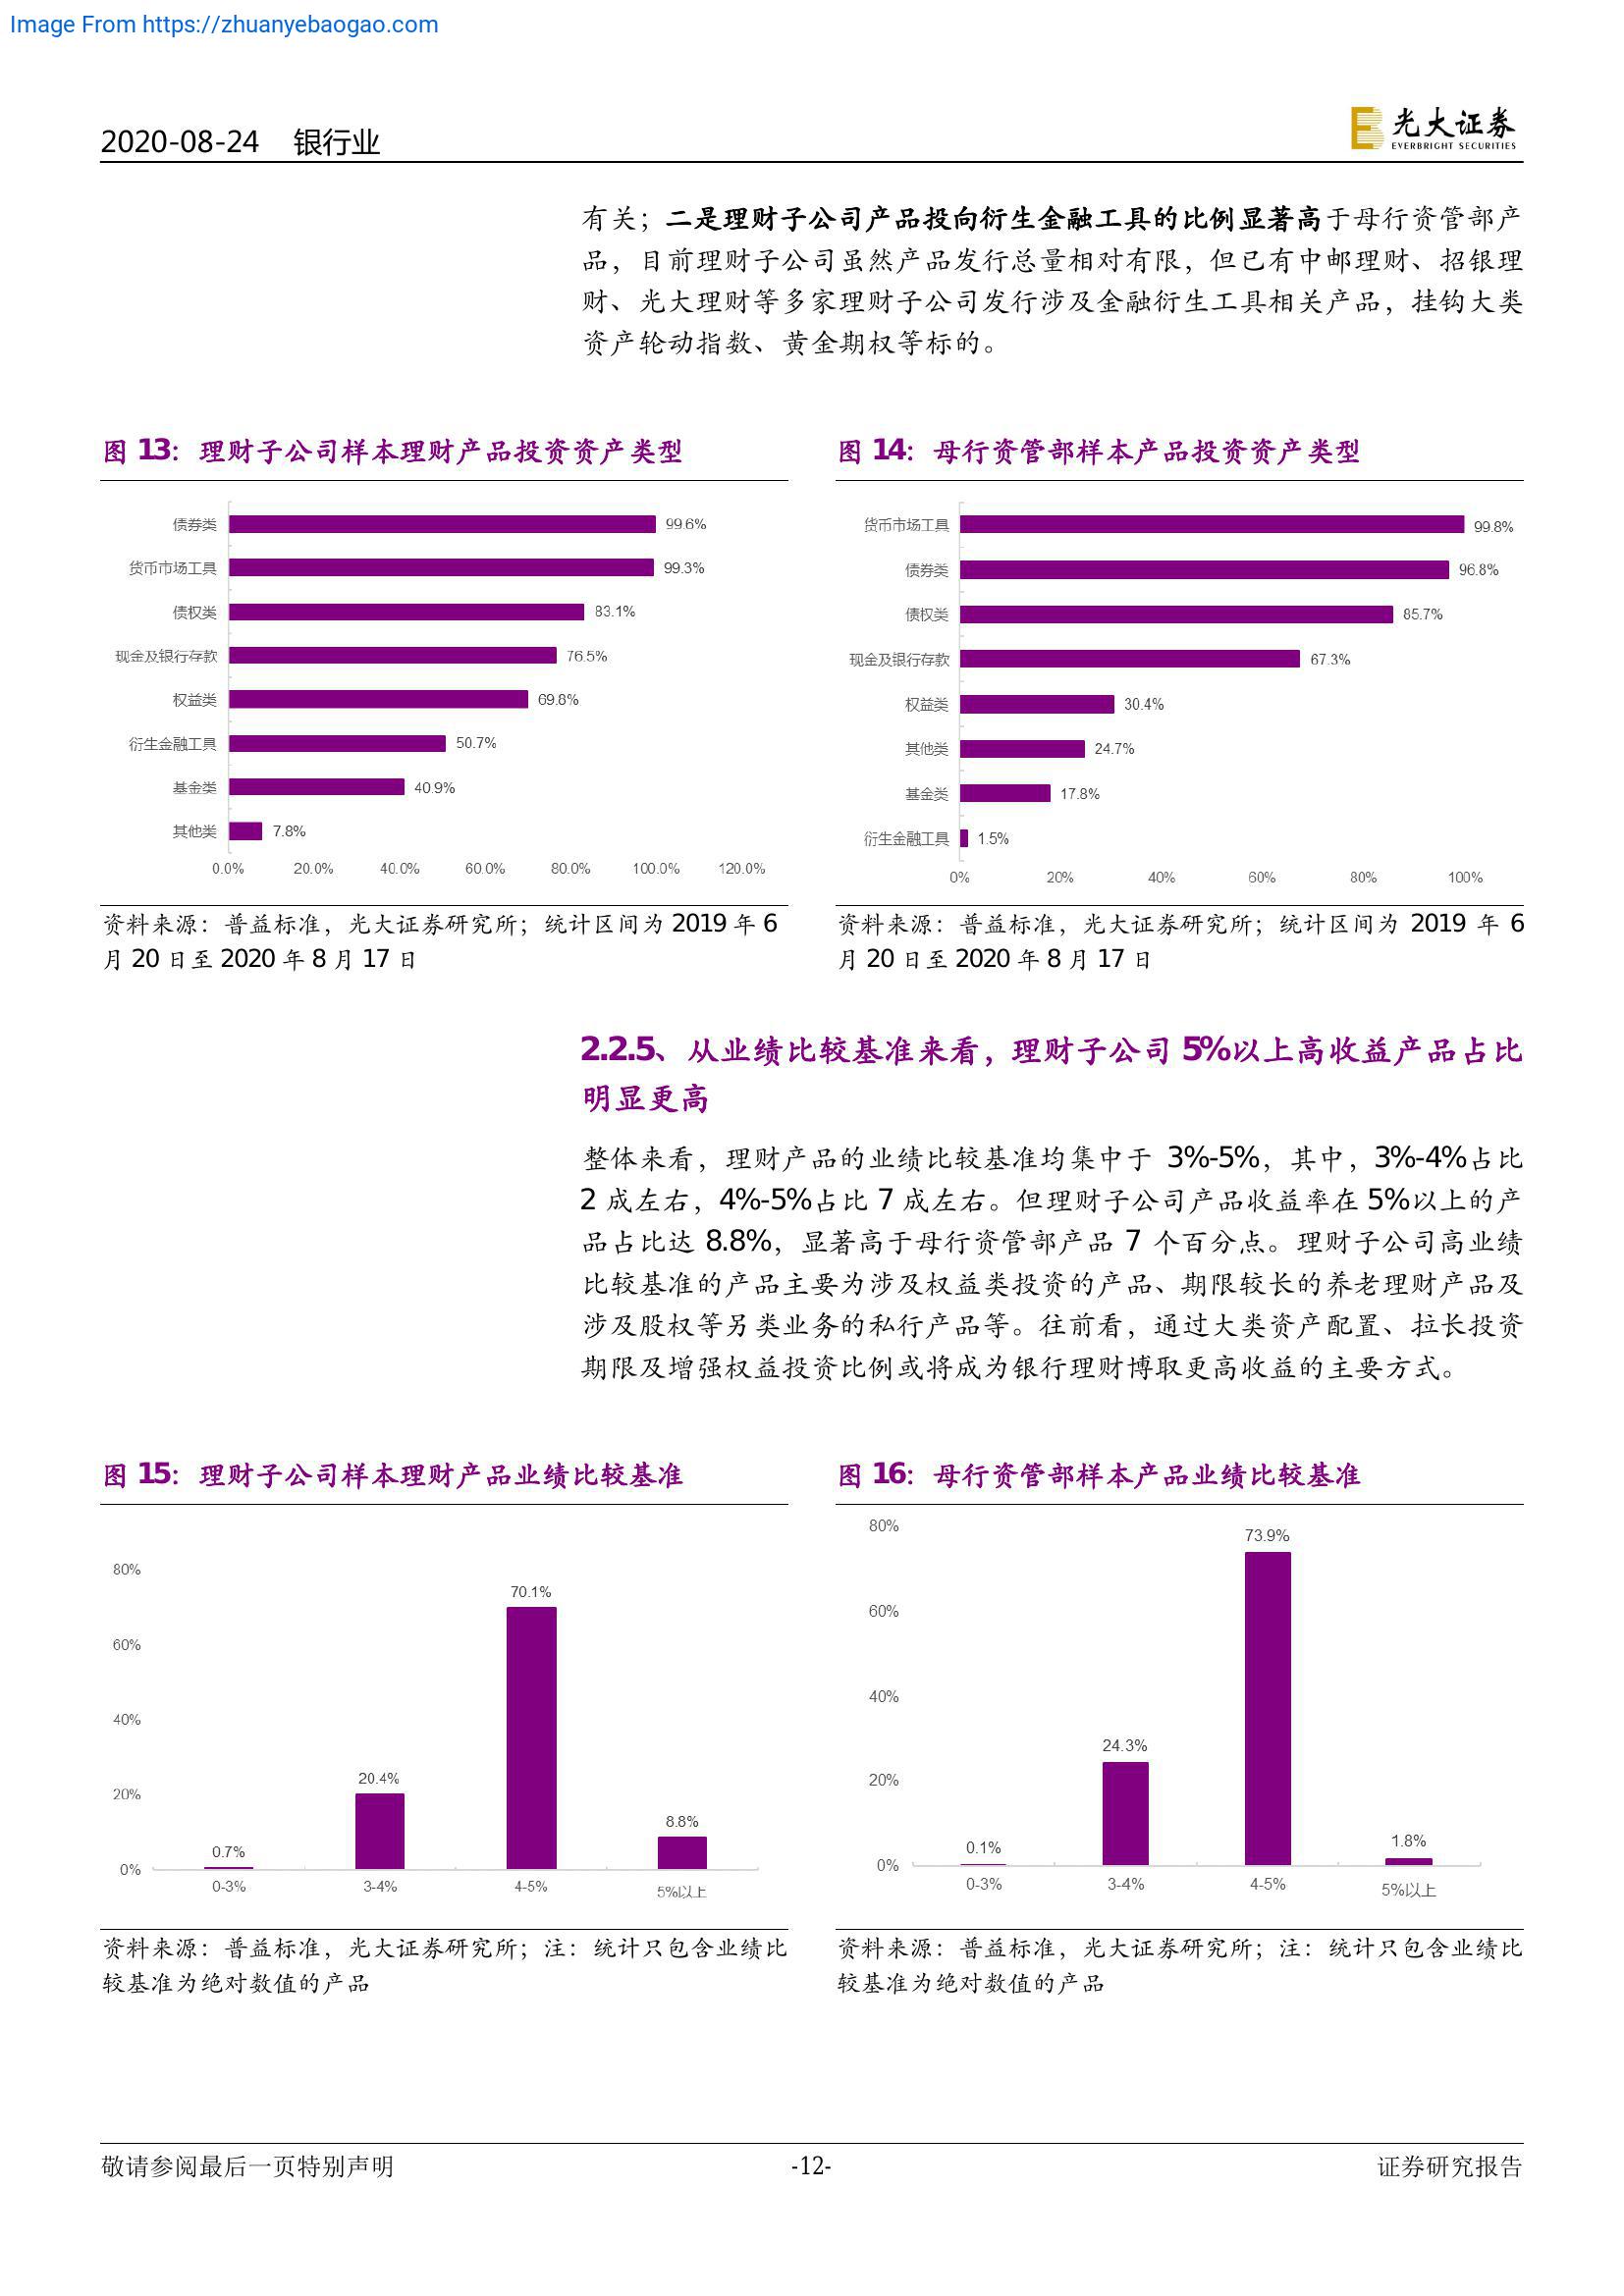 Image From https://zhuanyebaogao.com
2020-08-24 银行业
光大证券
EVERBRIGHT SECURITIES
有关；二是理财子公司产品投向衍生金融工具的比例显著高于母行资管部产
品，目前理财子公司虽然产品发行总量相对有限，但已有中邮理财、招银理
财、光大理财等多家理财子公司发行涉及金融衍生工具相关产品，挂钩大类
资产轮动指数、黄金期权等标的。
图 13：理财子公司样本理财产品投资资产类型
债券类 99.6%
货币市场工具 99.3%
债权类 83.1%
现金及银行存款 76.5%
权益类 69.8%
衍生金融工具 50.7%
基金类 40.9%
其他类 7.8%
0.0% 20.0% 40.0% 60.0% 80.0% 100.0% 120.0%
资料来源：普益标准，光大证券研究所；统计区间为 2019 年 6
月 20 日至 2020 年 8 月 17 日
图 14：母行资管部样本产品投资资产类型
货币市场工具 99.8%
债券类 96.8%
债权类 85.7%
现金及银行存款 67.3%
权益类 30.4%
其他类 24.7%
基金类 17.8%
衍生金融工具 1.5%
0% 20% 40% 60% 80% 100%
资料来源：普益标准，光大证券研究所；统计区间为 2019 年 6
月 20 日至 2020 年 8 月 17 日
2.2.5、从业绩比较基准来看，理财子公司 5%以上高收益产品占比
明显更高
整体来看，理财产品的业绩比较基准均集中于 3%-5%，其中，3%-4%占比
2 成左右，4%-5%占比 7 成左右。但理财子公司产品收益率在 5%以上的产
品占比达 8.8%，显著高于母行资管部产品 7 个百分点。理财子公司高业绩
比较基准的产品主要为涉及权益类投资的产品、期限较长的养老理财产品及
涉及股权等另类业务的私行产品等。往前看，通过大类资产配置、拉长投资
期限及增强权益投资比例或将成为银行理财博取更高收益的主要方式。
图 15：理财子公司样本理财产品业绩比较基准
80%
60%
40%
20%
0%
0.7% 20.4% 70.1% 8.8%
0-3% 3-4% 4-5% 5%以上
资料来源：普益标准，光大证券研究所；注：统计只包含业绩比
较基准为绝对数值的产品
图 16：母行资管部样本产品业绩比较基准
80%
60%
40%
20%
0%
0.1% 24.3% 73.9% 1.8%
0-3% 3-4% 4-5% 5%以上
资料来源：普益标准，光大证券研究所；注：统计只包含业绩比
较基准为绝对数值的产品
敬请参阅最后一页特别声明 -12- 证券研究报告